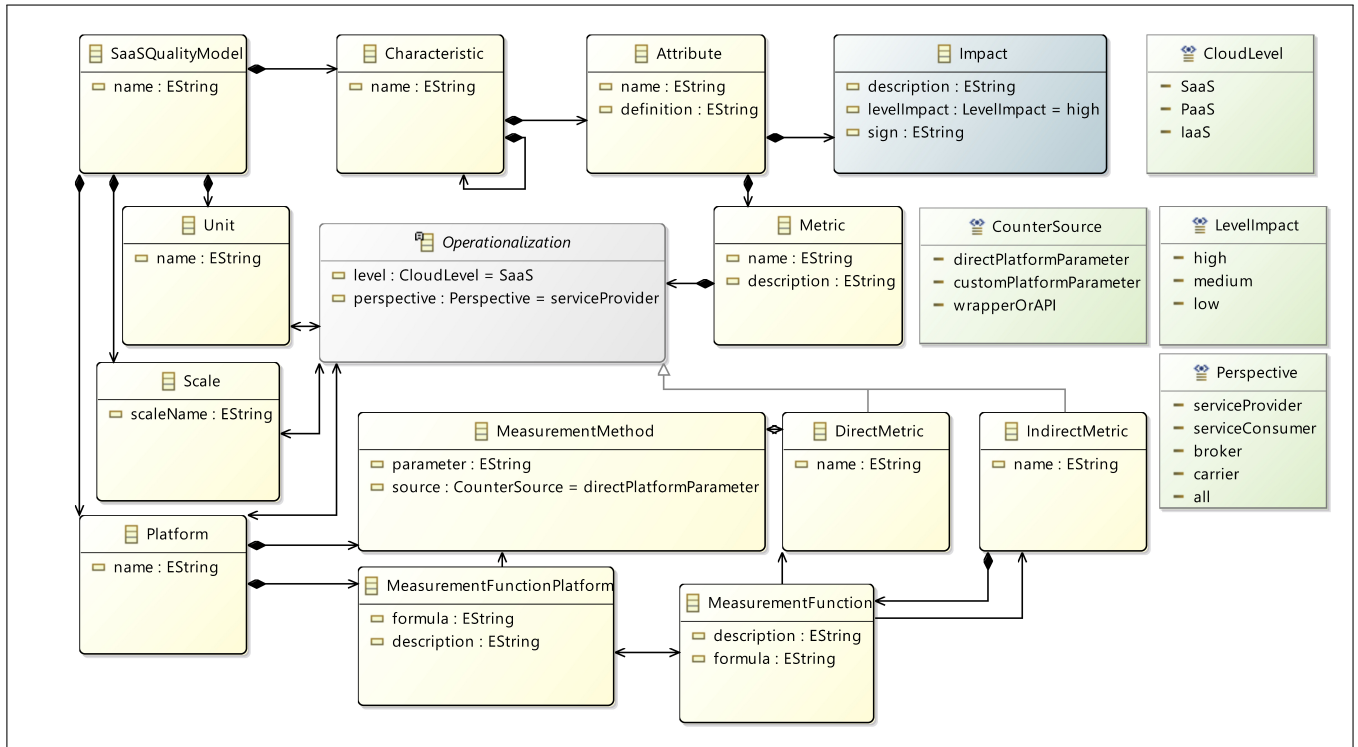 SaaSQualityModel
name : EString
Characteristic
name : EString
Attribute
name : EString
definition : EString
Impact
description : EString
levelImpact : LevelImpact = high
sign : EString
CloudLevel
SaaS
PaaS
IaaS
Unit
name : EString
Operationalization
level : CloudLevel = SaaS
perspective : Perspective = serviceProvider
Metric
name : EString
description : EString
CounterSource
directPlatformParameter
customPlatformParameter
wrapperOrAPI
LevelImpact
high
medium
low
Scale
scaleName : EString
MeasurementMethod
parameter : EString
source : CounterSource = directPlatformParameter
DirectMetric
name : EString
IndirectMetric
name : EString
Perspective
serviceProvider
serviceConsumer
broker
carrier
all
Platform
name : EString
MeasurementFunctionPlatform
formula : EString
description : EString
MeasurementFunction
description : EString
formula : EString